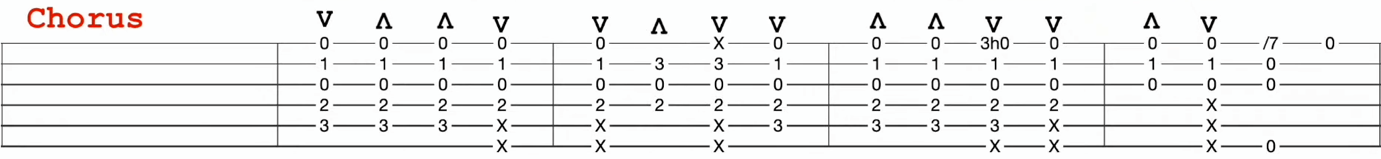 Chorus
V Λ Λ V V Λ V V Λ Λ V V Λ V
0 0 0 0 0 X 0 0 0 3h0 0 0 0 /7 0
1 1 1 1 1 3 3 1 1 1 1 1 1 1 0
0 0 0 0 0 0 0 0 0 0 0 0 0 0 0
2 2 2 2 2 2 2 2 2 2 2 2 X
3 3 3 X X X 3 3 3 3 X X
X X X X X X 0